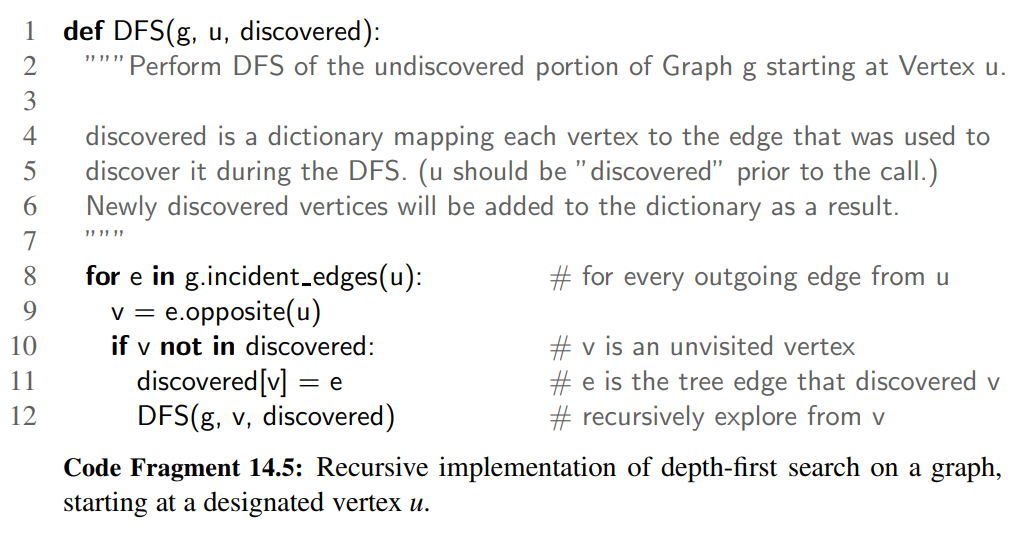 1 def DFS(g, u, discovered):
2 """Perform DFS of the undiscovered portion of Graph g starting at Vertex u.
3
4 discovered is a dictionary mapping each vertex to the edge that was used to
5 discover it during the DFS. (u should be "discovered" prior to the call.)
6 Newly discovered vertices will be added to the dictionary as a result.
7 """
8 for e in g.incident_edges(u): # for every outgoing edge from u
9 v = e.opposite(u)
10 if v not in discovered: # v is an unvisited vertex
11 discovered[v] = e # e is the tree edge that discovered v
12 DFS(g, v, discovered) # recursively explore from v
Code Fragment 14.5: Recursive implementation of depth-first search on a graph,
starting at a designated vertex u.